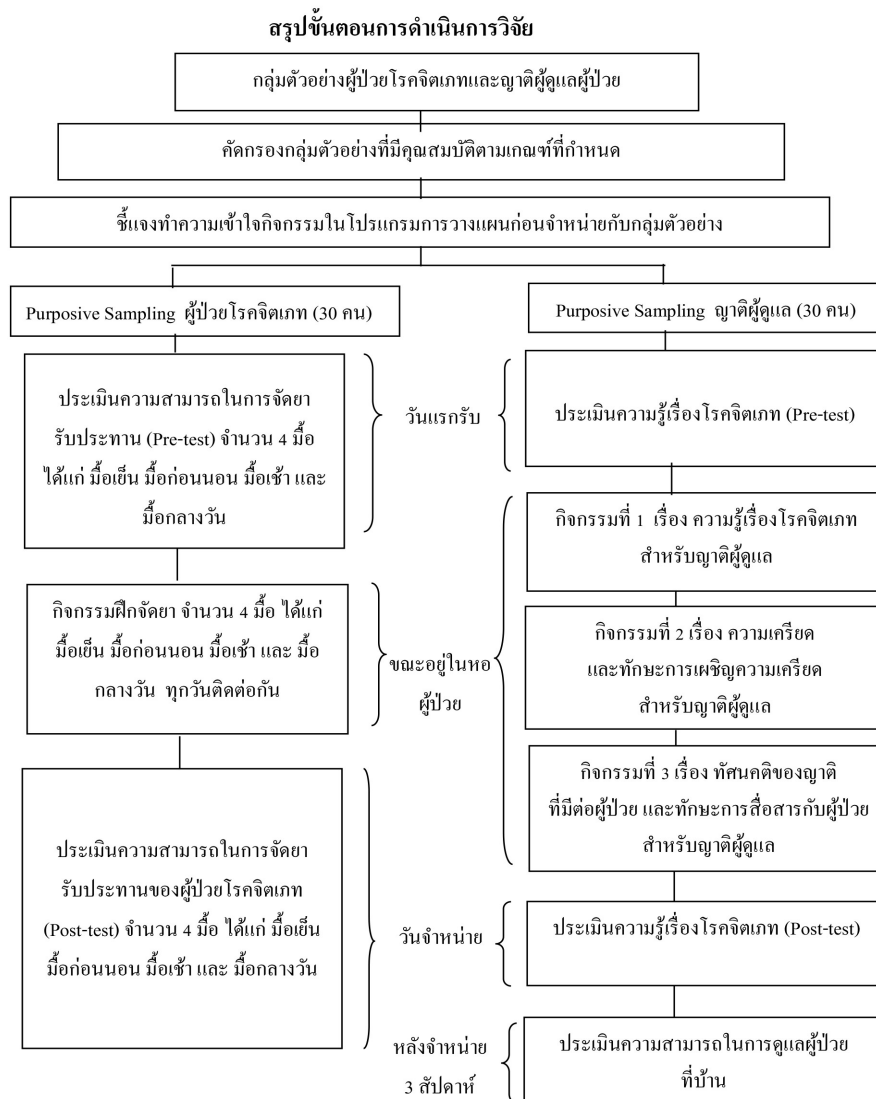 สรุปขั้นตอนการดำเนินการวิจัย
กลุ่มตัวอย่างผู้ป่วยโรคจิตเภทและญาติผู้ดูแลผู้ป่วย
คัดกรองกลุ่มตัวอย่างที่มีคุณสมบัติตามเกณฑ์ที่กำหนด
ชี้แจงทำความเข้าใจกิจกรรมในโปรแกรมการวางแผนก่อนจำหน่ายกับกลุ่มตัวอย่าง
Purposive Sampling ผู้ป่วยโรคจิตเภท (30 คน)
Purposive Sampling ญาติผู้ดูแล (30 คน)
ประเมินความสามารถในการจัดยา
รับประทาน (Pre-test) จำนวน 4 มื้อ
ได้แก่ มื้อเย็น มื้อก่อนนอน มื้อเช้า และ
มื้อกลางวัน
วันแรกรับ
ประเมินความรู้เรื่องโรคจิตเภท (Pre-test)
กิจกรรมฝึกจัดยา จำนวน 4 มื้อ ได้แก่
มื้อเย็น มื้อก่อนนอน มื้อเช้า และ มื้อ
กลางวัน ทุกวันติดต่อกัน
ขณะอยู่ในหอ
ผู้ป่วย
กิจกรรมที่ 1 เรื่อง ความรู้เรื่องโรคจิตเภท
สำหรับญาติผู้ดูแล
กิจกรรมที่ 2 เรื่อง ความเครียด
และทักษะการเผชิญความเครียด
สำหรับญาติผู้ดูแล
กิจกรรมที่ 3 เรื่อง ทัศนคติของญาติ
ที่มีต่อผู้ป่วย และทักษะการสื่อสารกับผู้ป่วย
สำหรับญาติผู้ดูแล
ประเมินความสามารถในการจัดยา
รับประทานของผู้ป่วยโรคจิตเภท
(Post-test) จำนวน 4 มื้อ ได้แก่ มื้อเย็น
มื้อก่อนนอน มื้อเช้า และ มื้อกลางวัน
วันจำหน่าย
ประเมินความรู้เรื่องโรคจิตเภท (Post-test)
หลังจำหน่าย
3 สัปดาห์
ประเมินความสามารถในการดูแลผู้ป่วย
ที่บ้าน